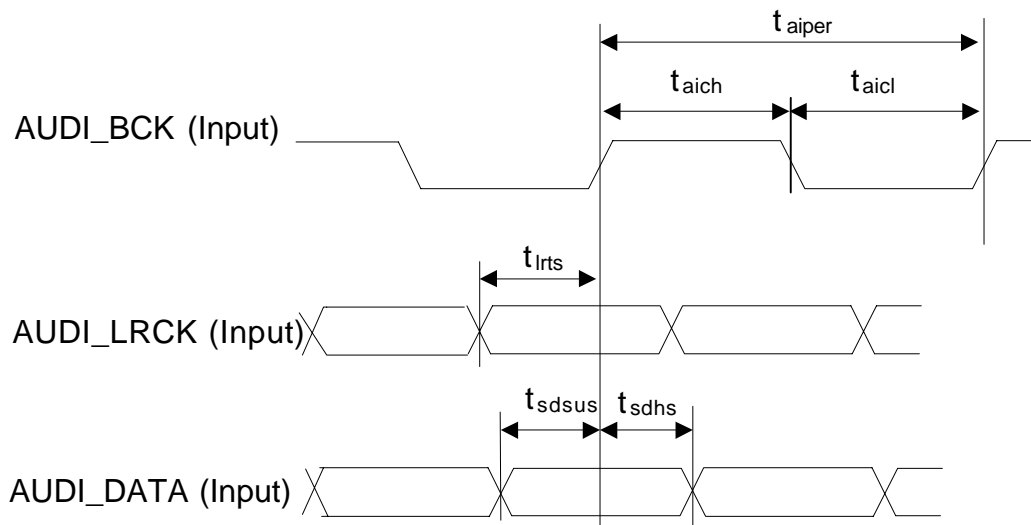 t aiper
t aich
t aicl
AUDI_BCK (Input)
t lrts
AUDI_LRCK (Input)
t sdsus
t sdhs
AUDI_DATA (Input)